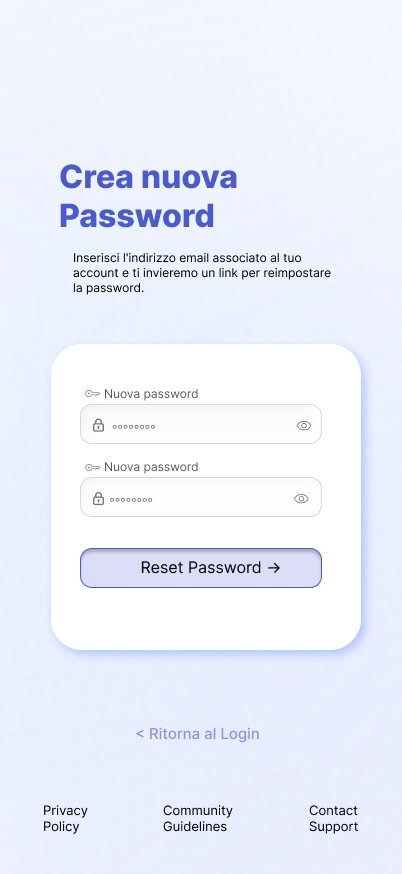 Crea nuova
Password
Inserisci l'indirizzo email associato al tuo
account e ti invieremo un link per reimpostare
la password.
Nuova password
Nuova password
Reset Password →
< Ritorna al Login
Privacy
Policy
Community
Guidelines
Contact
Support